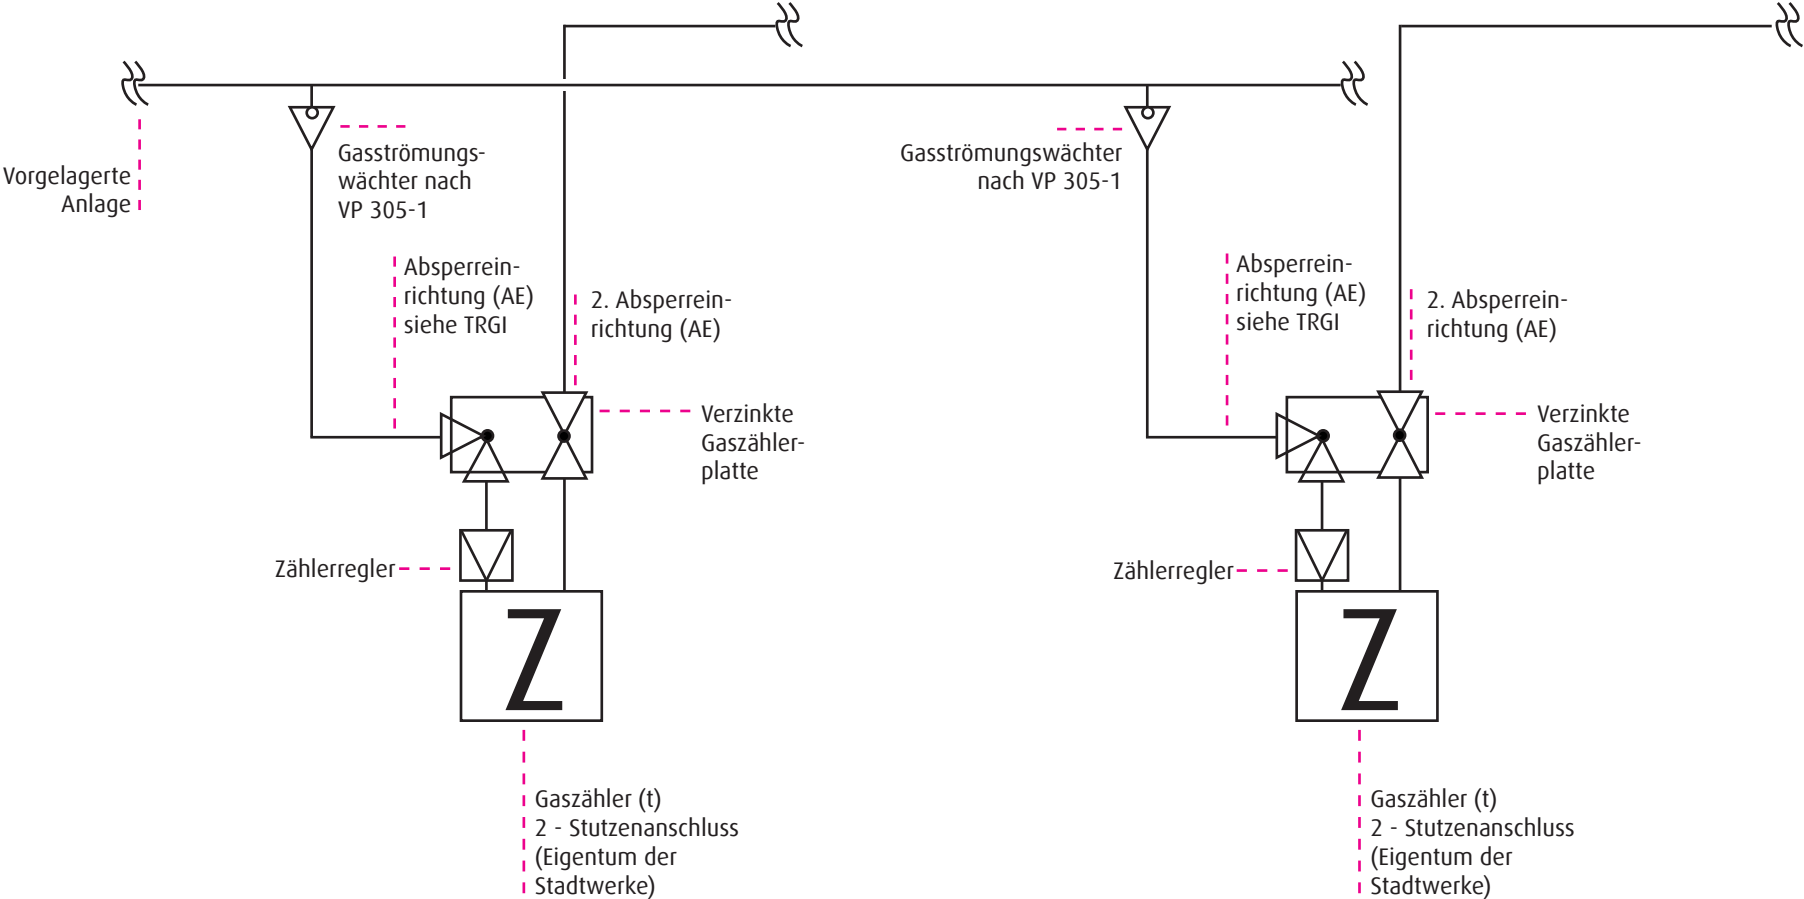 Vorgelagerte
Anlage
Gasströmungs-
wächter nach
VP 305-1
Absperrein-
richtung (AE)
siehe TRGI
2. Absperrein-
richtung (AE)
Verzinkte
Gaszähler-
platte
Zählerregler
Z
Gaszähler (t)
2 - Stutzenanschluss
(Eigentum der
Stadtwerke)
Gasströmungswächter
nach VP 305-1
Absperrein-
richtung (AE)
siehe TRGI
2. Absperrein-
richtung (AE)
Verzinkte
Gaszähler-
platte
Zählerregler
Z
Gaszähler (t)
2 - Stutzenanschluss
(Eigentum der
Stadtwerke)